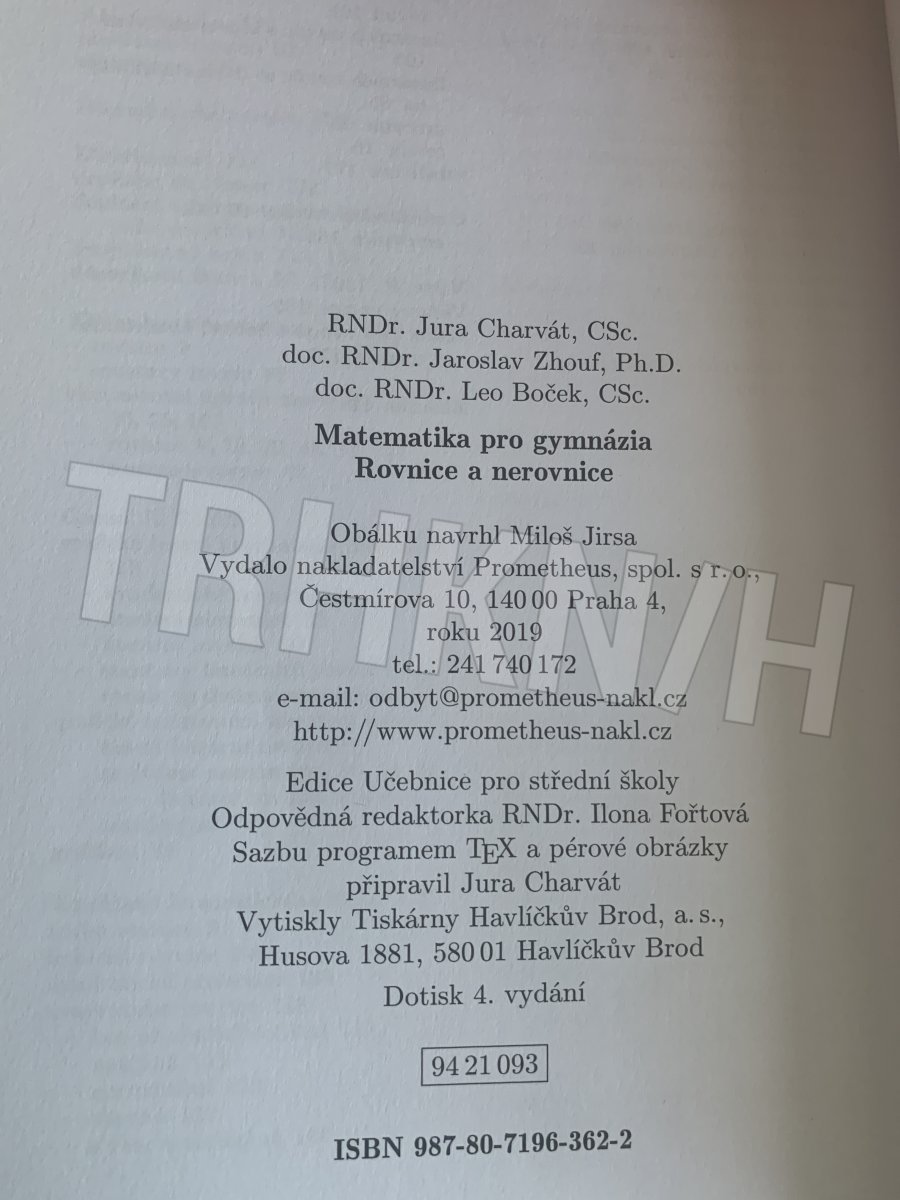 RNDr. Jura Charvát, CSc.
doc. RNDr. Jaroslav Zhouf, Ph.D.
doc. RNDr. Leo Boček, CSc.
Matematika pro gymnázia
Rovnice a nerovnice
TRHKNIH
Obálku navrhl Miloš Jirsa
Vydalo nakladatelství Prometheus, spol. s r. o.,
Čestmírova 10, 140 00 Praha 4,
roku 2019
tel.: 241 740 172
e-mail: odbyt@prometheus-nakl.cz
http://www.prometheus-nakl.cz
Edice Učebnice pro střední školy
Odpovědná redaktorka RNDr. Ilona Fořtová
Sazbu programem TEX a pérové obrázky
připravil Jura Charvát
Vytiskly Tiskárny Havlíčkův Brod, a. s.,
Husova 1881, 580 01 Havlíčkův Brod
Dotisk 4. vydání
94 21 093
ISBN 987-80-7196-362-2